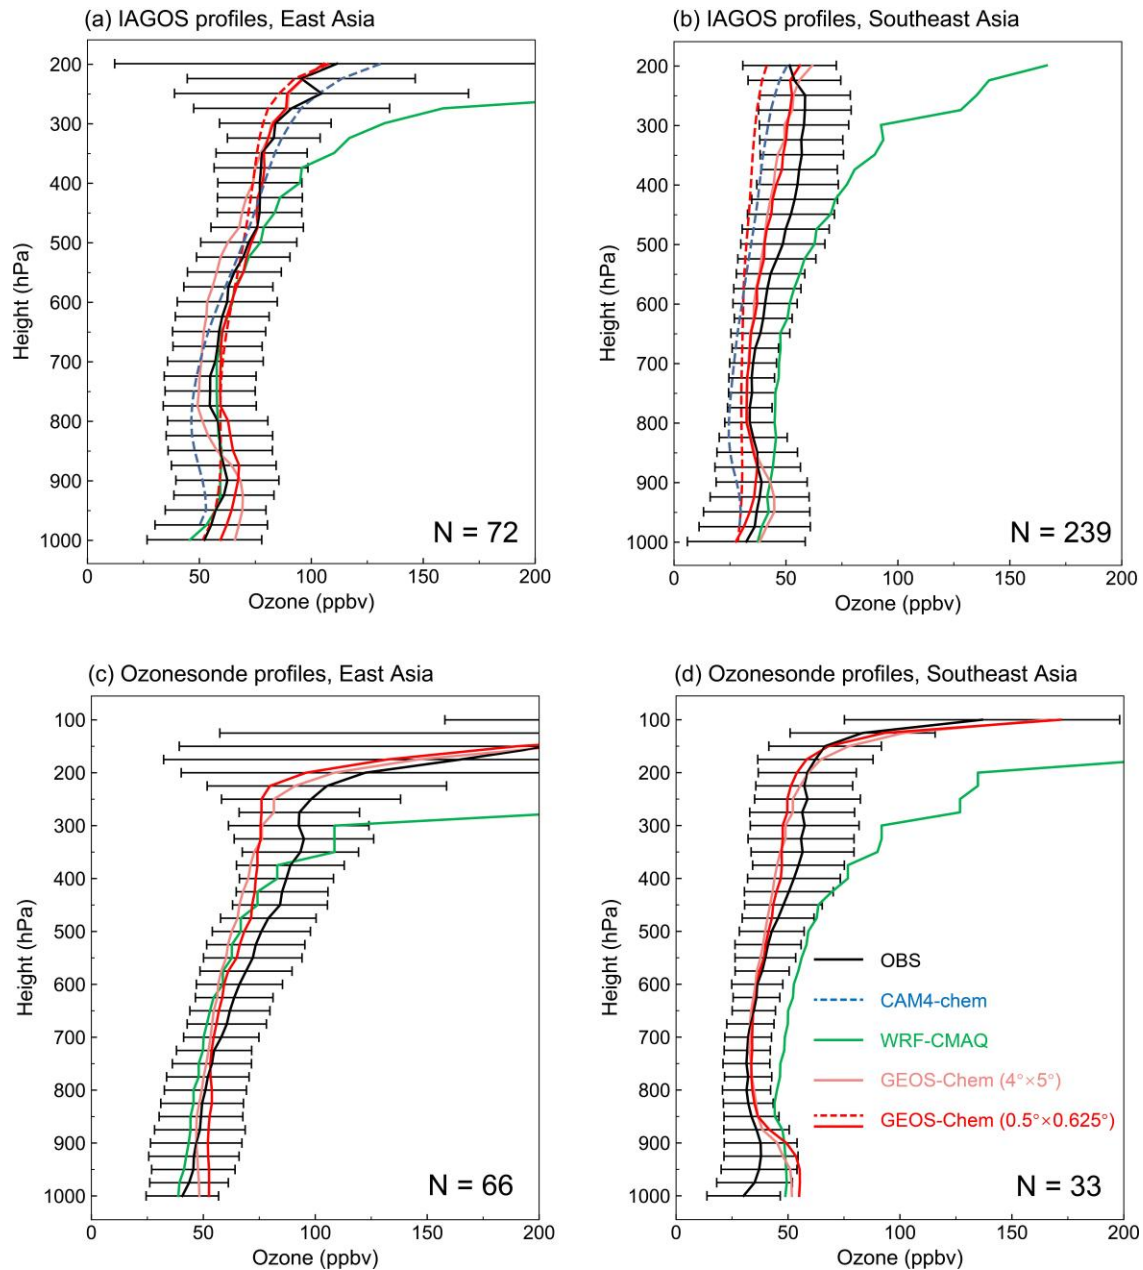 (a) IAGOS profiles, East Asia
200
300
400
500
600
700
800
900
1000
Height (hPa)
N = 72
0 50 100 150 200
Ozone (ppbv)
(b) IAGOS profiles, Southeast Asia
200
300
400
500
600
700
800
900
1000
Height (hPa)
N = 239
0 50 100 150 200
Ozone (ppbv)
(c) Ozonesonde profiles, East Asia
100
200
300
400
500
600
700
800
900
1000
Height (hPa)
N = 66
0 50 100 150 200
Ozone (ppbv)
(d) Ozonesonde profiles, Southeast Asia
100
200
300
400
500
600
700
800
900
1000
Height (hPa)
OBS
CAM4-chem
WRF-CMAQ
GEOS-Chem (4°×5°)
GEOS-Chem (0.5°×0.625°)
N = 33
0 50 100 150 200
Ozone (ppbv)